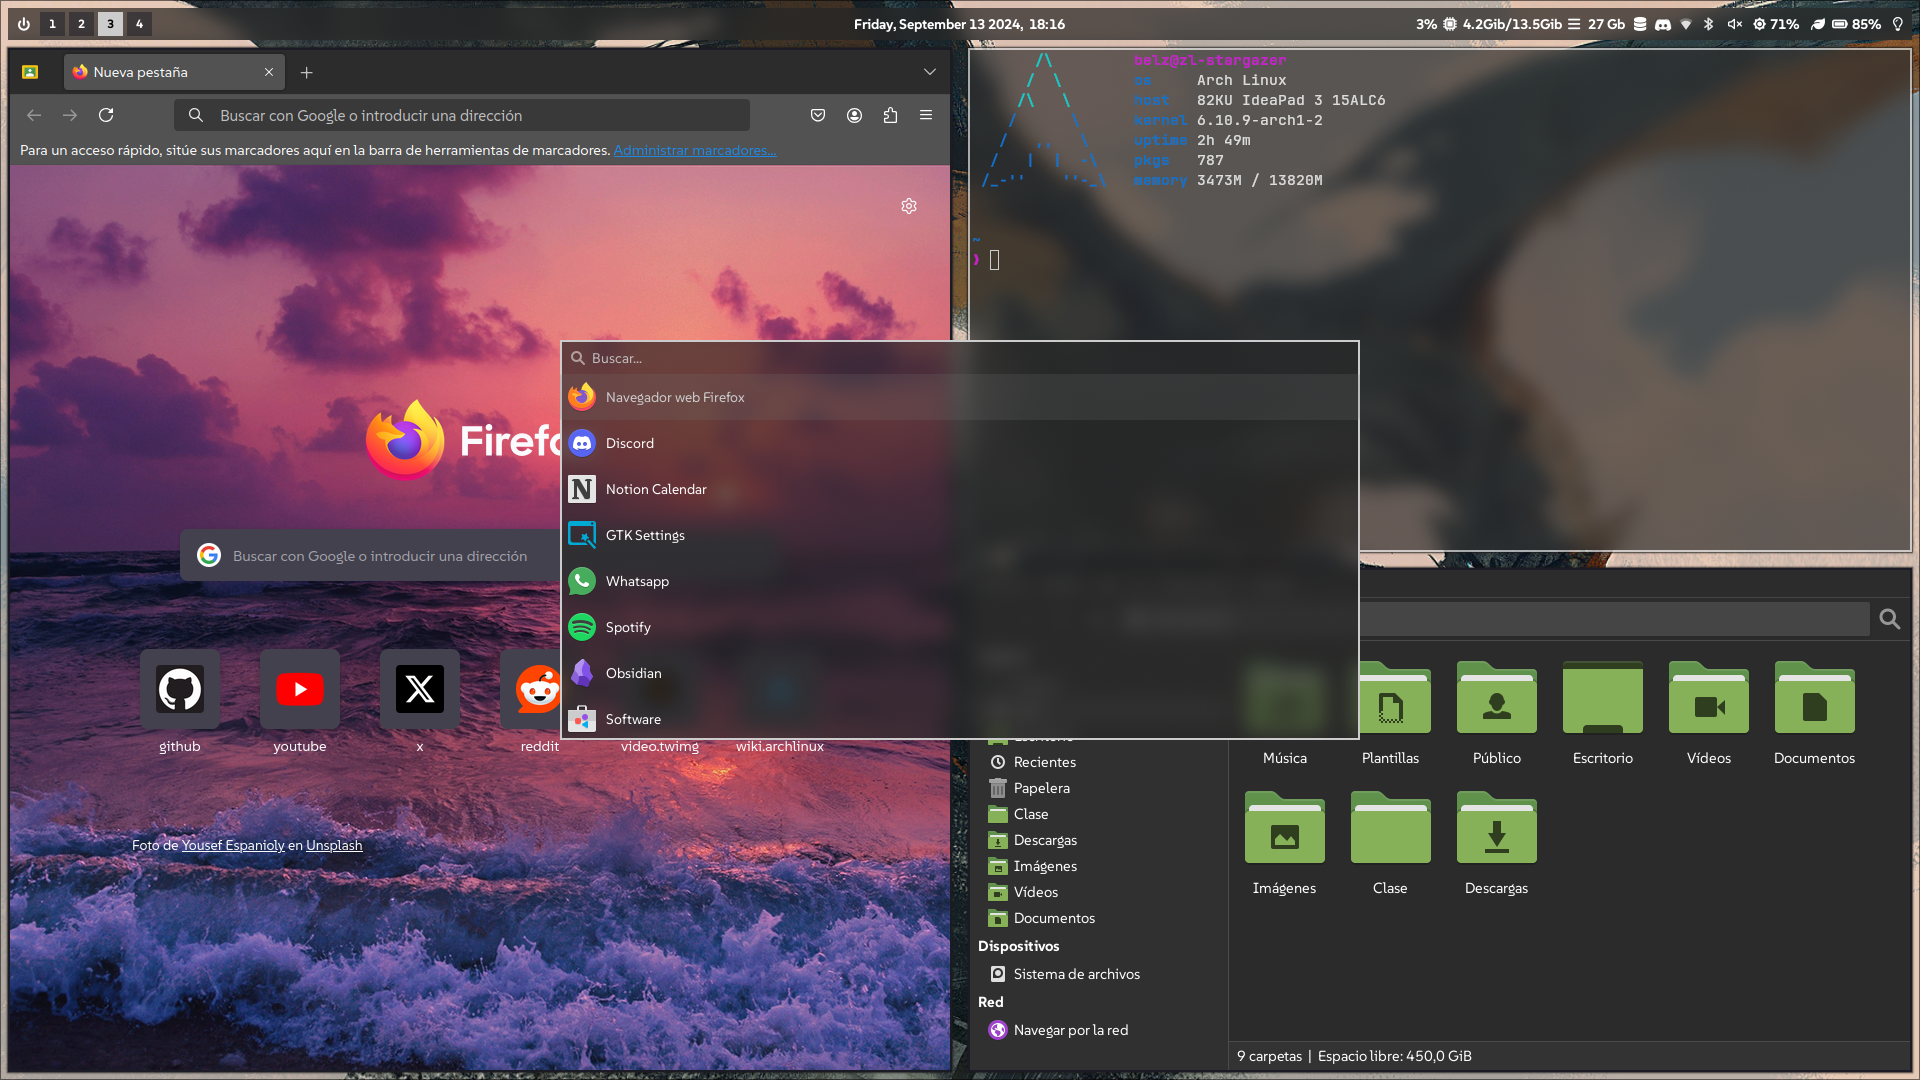 1 2 3 4
Friday, September 13 2024, 18:16
3% 4.2Gib/13.5Gib 27 Gb 71% 85%
Nueva pestaña
Buscar con Google o introducir una dirección
Para un acceso rápido, sitúe sus marcadores aquí en la barra de herramientas de marcadores. Administrar marcadores...
Firefo
Buscar con Google o introducir una dirección
github youtube x reddit video.twimg wiki.archlinux
Foto de Yousef Espanioly en Unsplash
belz@zl-stargazer
os Arch Linux
host 82KU IdeaPad 3 15ALC6
kernel 6.10.9-arch1-2
uptime 2h 49m
pkgs 787
memory 3473M / 13820M
~
Buscar...
Navegador web Firefox
Discord
Notion Calendar
GTK Settings
Whatsapp
Spotify
Obsidian
Software
Recientes
Papelera
Clase
Descargas
Imágenes
Vídeos
Documentos
Dispositivos
Sistema de archivos
Red
Navegar por la red
Música Plantillas Público Escritorio Vídeos Documentos
Imágenes Clase Descargas
9 carpetas | Espacio libre: 450,0 GiB